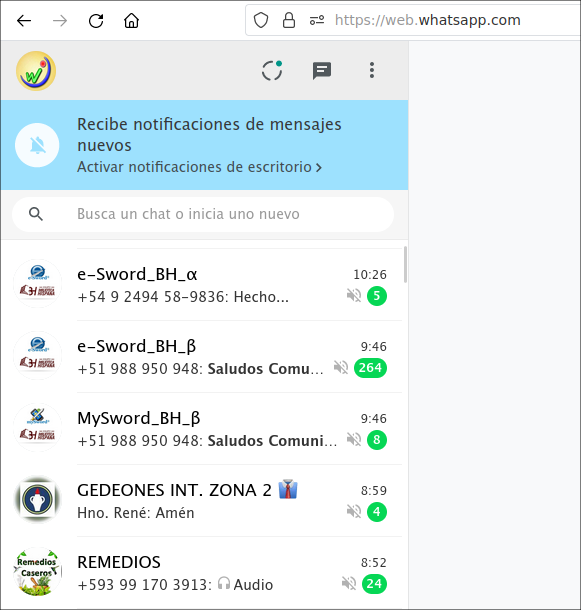 https://web.whatsapp.com
Recibe notificaciones de mensajes
nuevos
Activar notificaciones de escritorio
Busca un chat o inicia uno nuevo
e-Sword_BH_α 10:26
+54 9 2494 58-9836: Hecho... 5
e-Sword_BH_β 9:46
+51 988 950 948: Saludos Comu... 264
MySword_BH_β 9:46
+51 988 950 948: Saludos Comuni... 8
GEDEONES INT. ZONA 2 👔 8:59
Hno. René: Amén 4
Remedios
Caseros
REMEDIOS 8:52
+593 99 170 3913: Audio 24